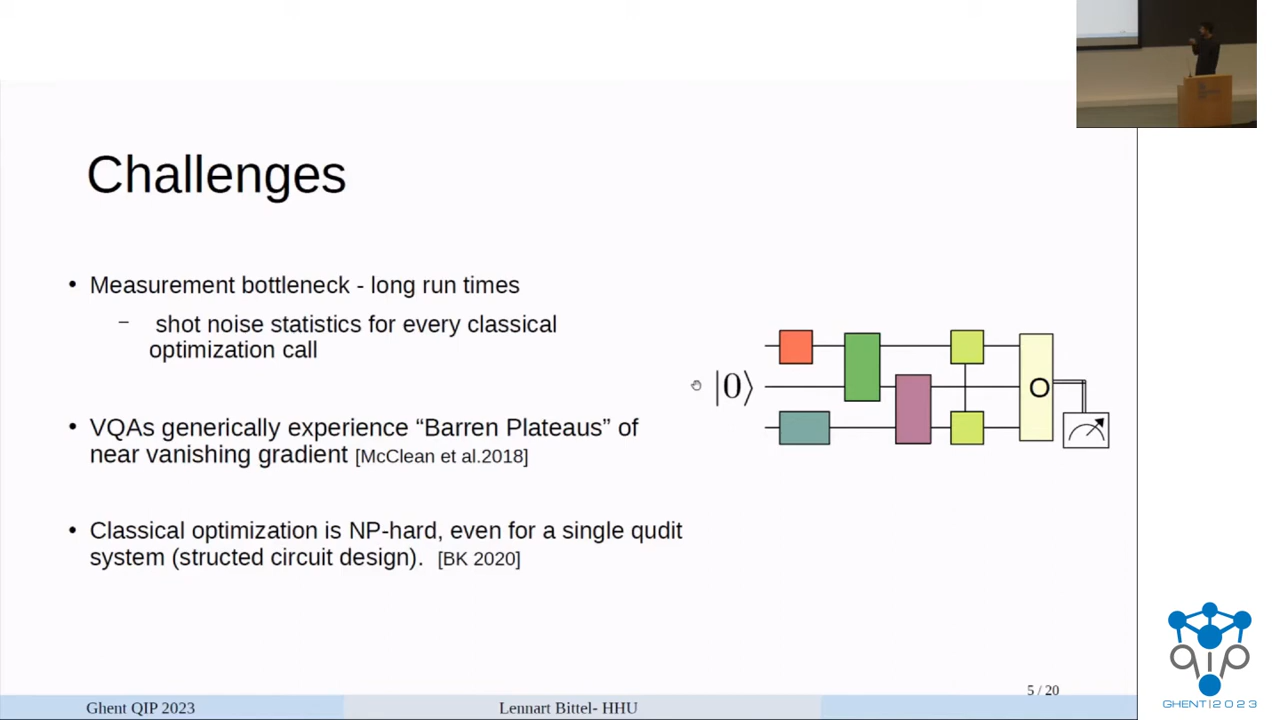 Challenges
• Measurement bottleneck - long run times
– shot noise statistics for every classical
optimization call
• VQAs generically experience “Barren Plateaus” of
near vanishing gradient [McClean et al.2018]
• Classical optimization is NP-hard, even for a single qudit
system (structed circuit design). [BK 2020]
|0⟩
O
5 / 20
Ghent QIP 2023
Lennart Bittel- HHU
qip
GHENT|2023